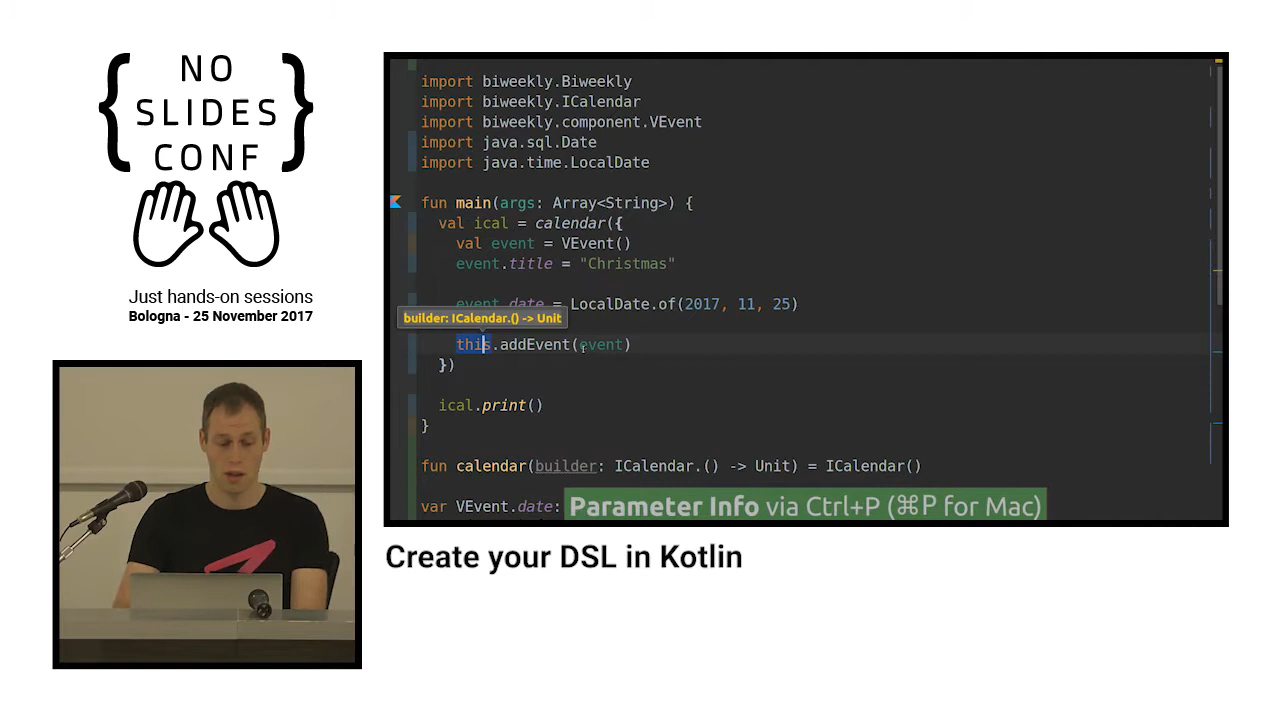 { NO
SLIDES
CONF }
Just hands-on sessions
Bologna - 25 November 2017
import biweekly.Biweekly
import biweekly.ICalendar
import biweekly.component.VEvent
import java.sql.Date
import java.time.LocalDate
fun main(args: Array<String>) {
val ical = calendar({
val event = VEvent()
event.title = "Christmas"
event.date = LocalDate.of(2017, 11, 25)
builder: ICalendar.() -> Unit
this.addEvent(event)
})
ical.print()
}
fun calendar(builder: ICalendar.() -> Unit) = ICalendar()
var VEvent.date:
Parameter Info via Ctrl+P (⌘P for Mac)
Create your DSL in Kotlin